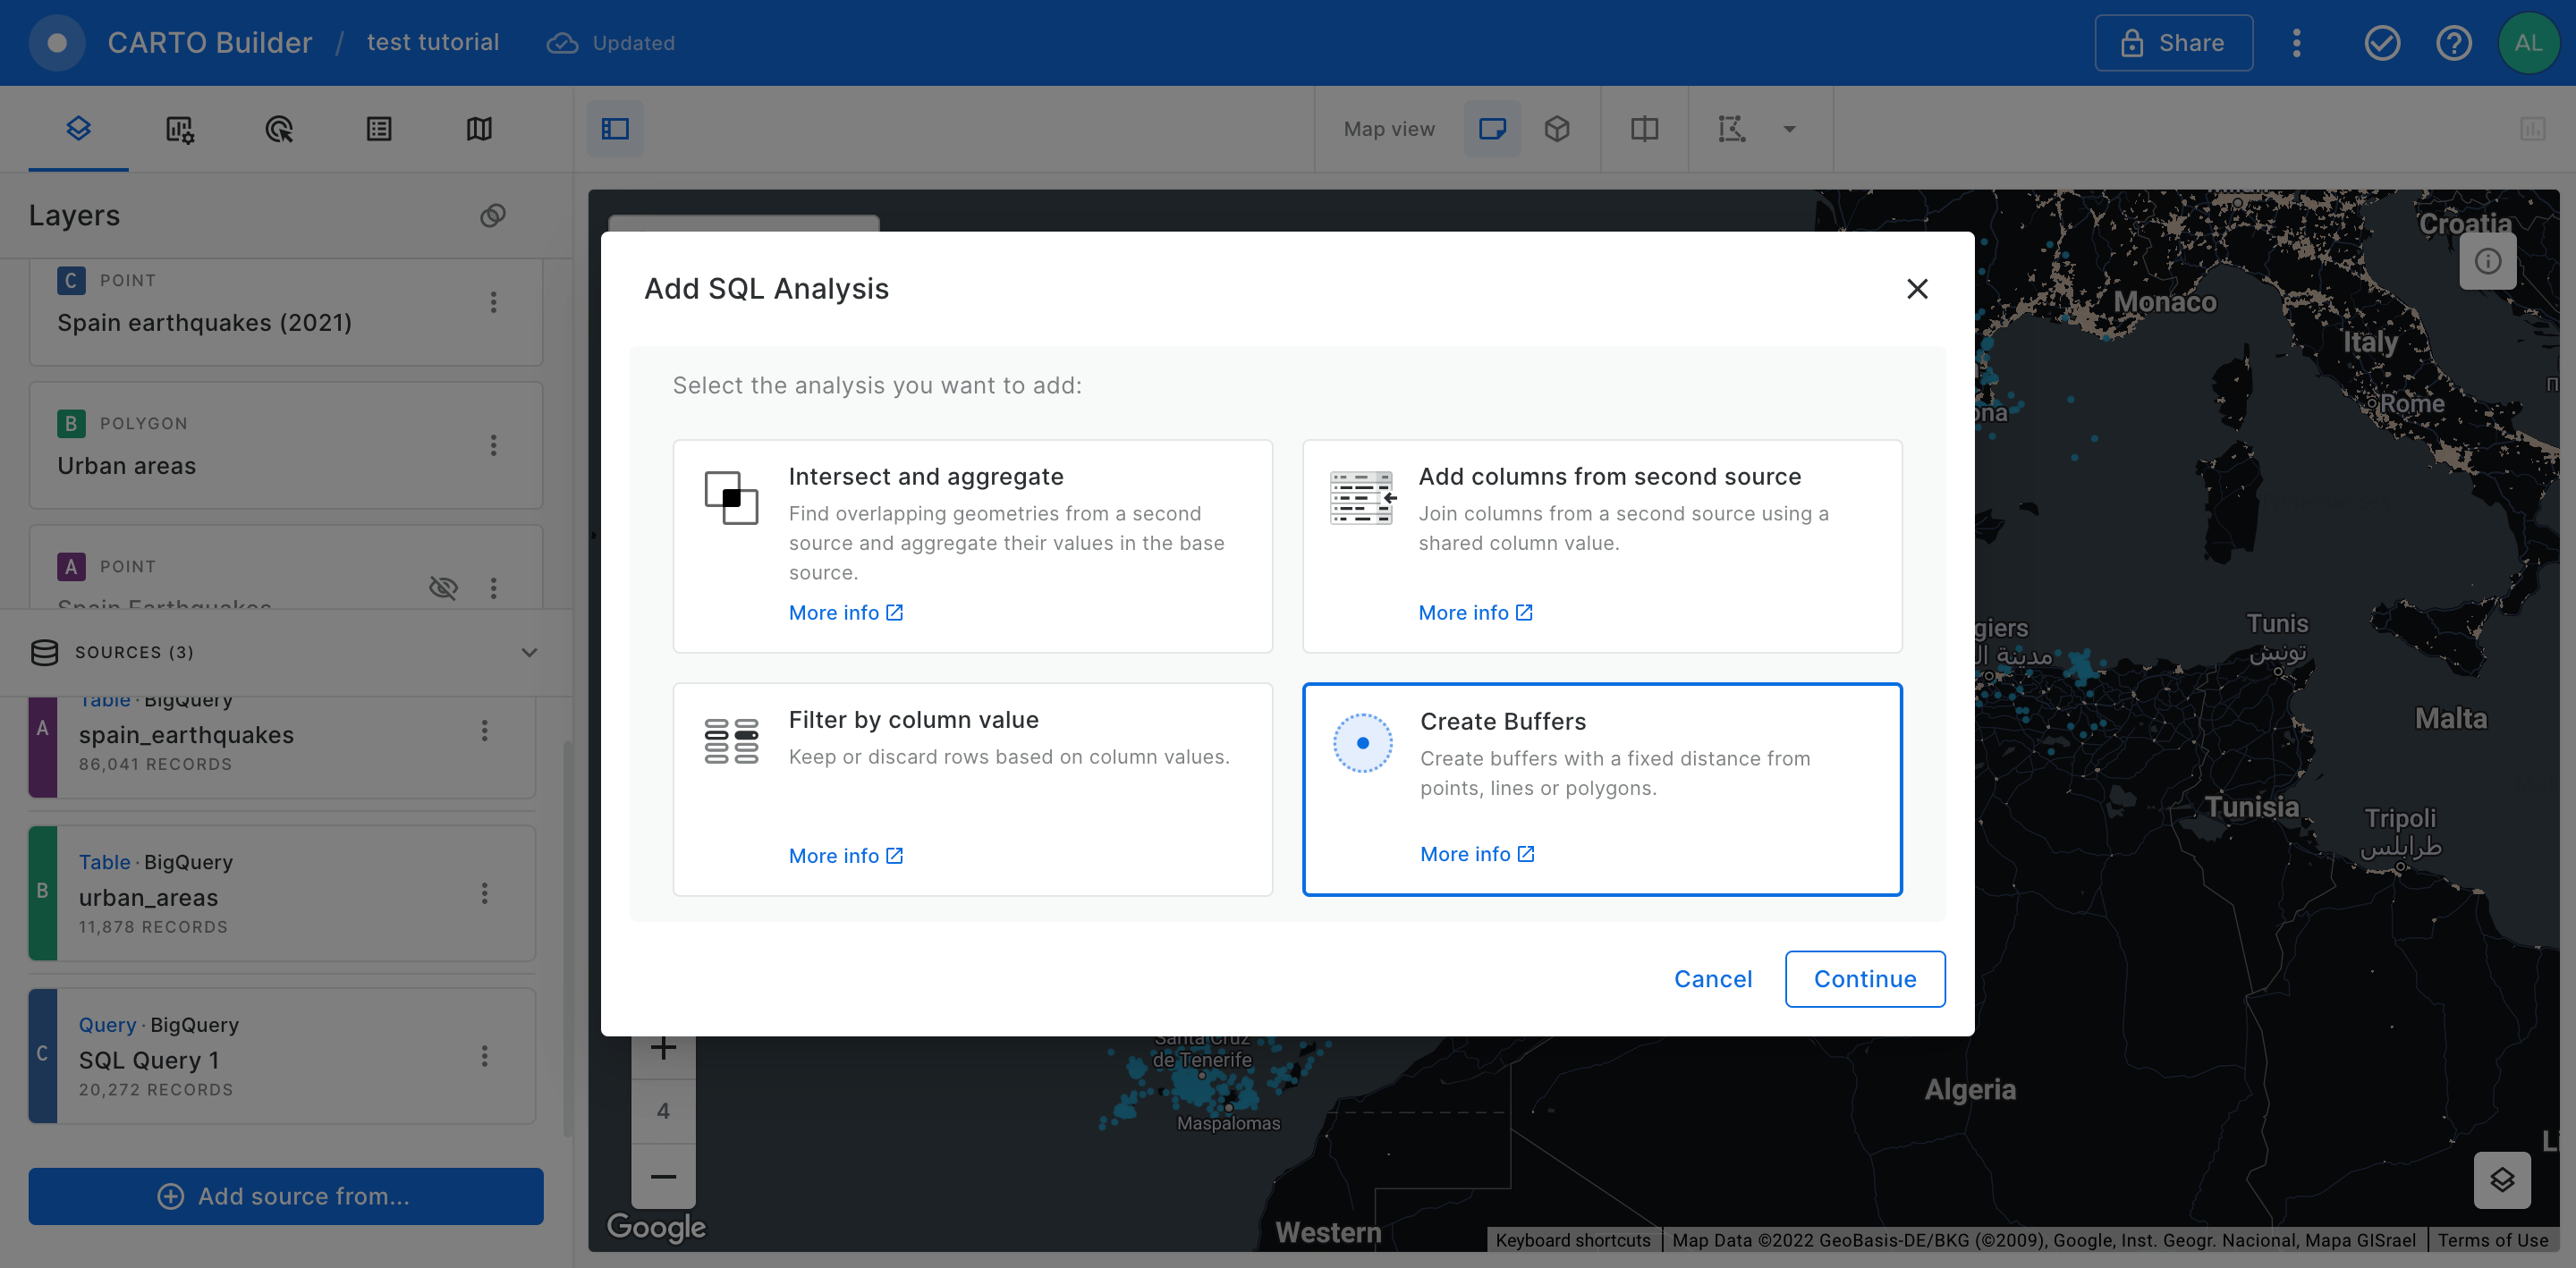 CARTO Builder / test tutorial Updated
Share
AL
Map view
Layers
C POINT
Spain earthquakes (2021)
B POLYGON
Urban areas
A POINT
Spain Earthquakes
SOURCES (3)
A
Table · BigQuery
spain_earthquakes
86,041 RECORDS
B
Table · BigQuery
urban_areas
11,878 RECORDS
C
Query · BigQuery
SQL Query 1
20,272 RECORDS
Add source from...
Add SQL Analysis
Select the analysis you want to add:
Intersect and aggregate
Find overlapping geometries from a second
source and aggregate their values in the base
source.
More info
Add columns from second source
Join columns from a second source using a
shared column value.
More info
Filter by column value
Keep or discard rows based on column values.
More info
Create Buffers
Create buffers with a fixed distance from
points, lines or polygons.
More info
Cancel
Continue
Croatia
Monaco
Italy
Rome
ona
giers
مدينة ال
Tunis
تونس
Malta
Tunisia
Tripoli
طرابلس
Santa Cruz
de Tenerife
Maspalomas
Algeria
Western
4
Google
Keyboard shortcuts
Map Data ©2022 GeoBasis-DE/BKG (©2009), Google, Inst. Geogr. Nacional, Mapa GISrael
Terms of Use